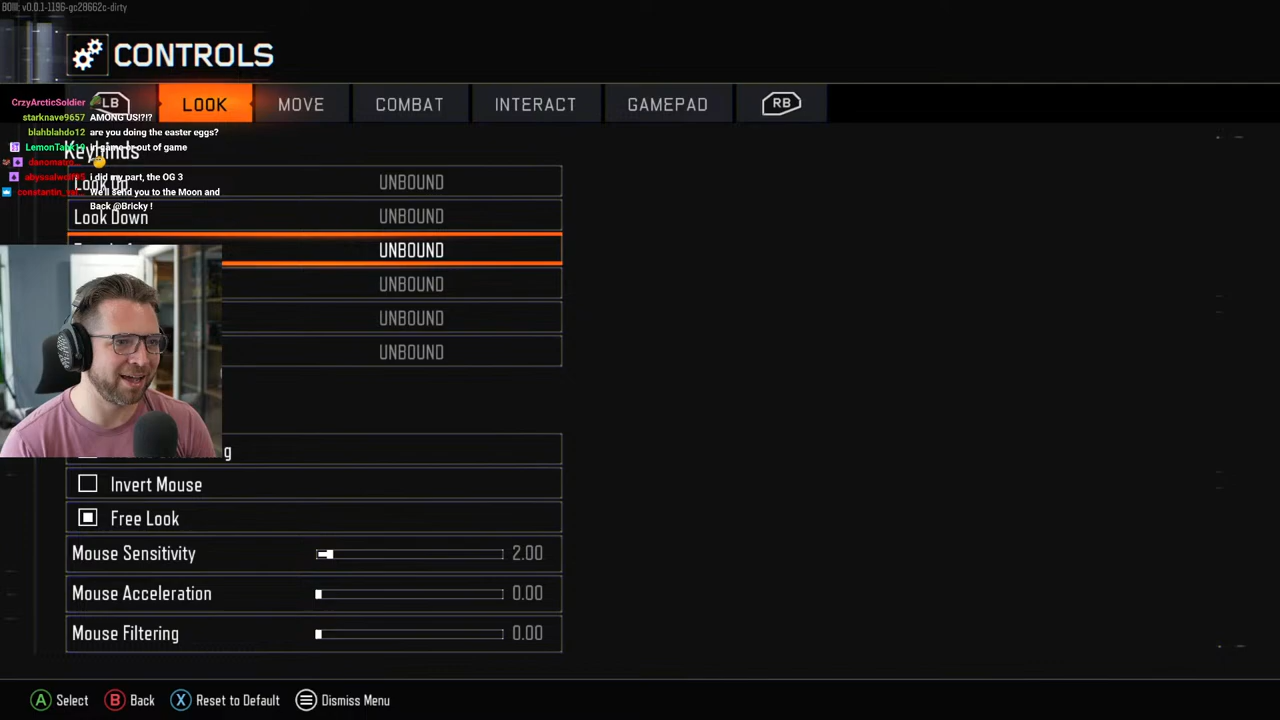 BOIII: v0.0.1-1196-gc28662c-dirty
CONTROLS
LB LOOK MOVE COMBAT INTERACT GAMEPAD RB
CrzyArcticSoldier
starknave9657 AMONG US!?!?
blahblahdo12 are you doing the easter eggs?
in game or out of game
Keybinds
i did my part, the OG 3
We'll send you to the Moon and
Back @Bricky !
Look Up UNBOUND
Look Down UNBOUND
UNBOUND
UNBOUND
UNBOUND
UNBOUND
Invert Mouse
Free Look
Mouse Sensitivity 2.00
Mouse Acceleration 0.00
Mouse Filtering 0.00
A Select B Back X Reset to Default Dismiss Menu